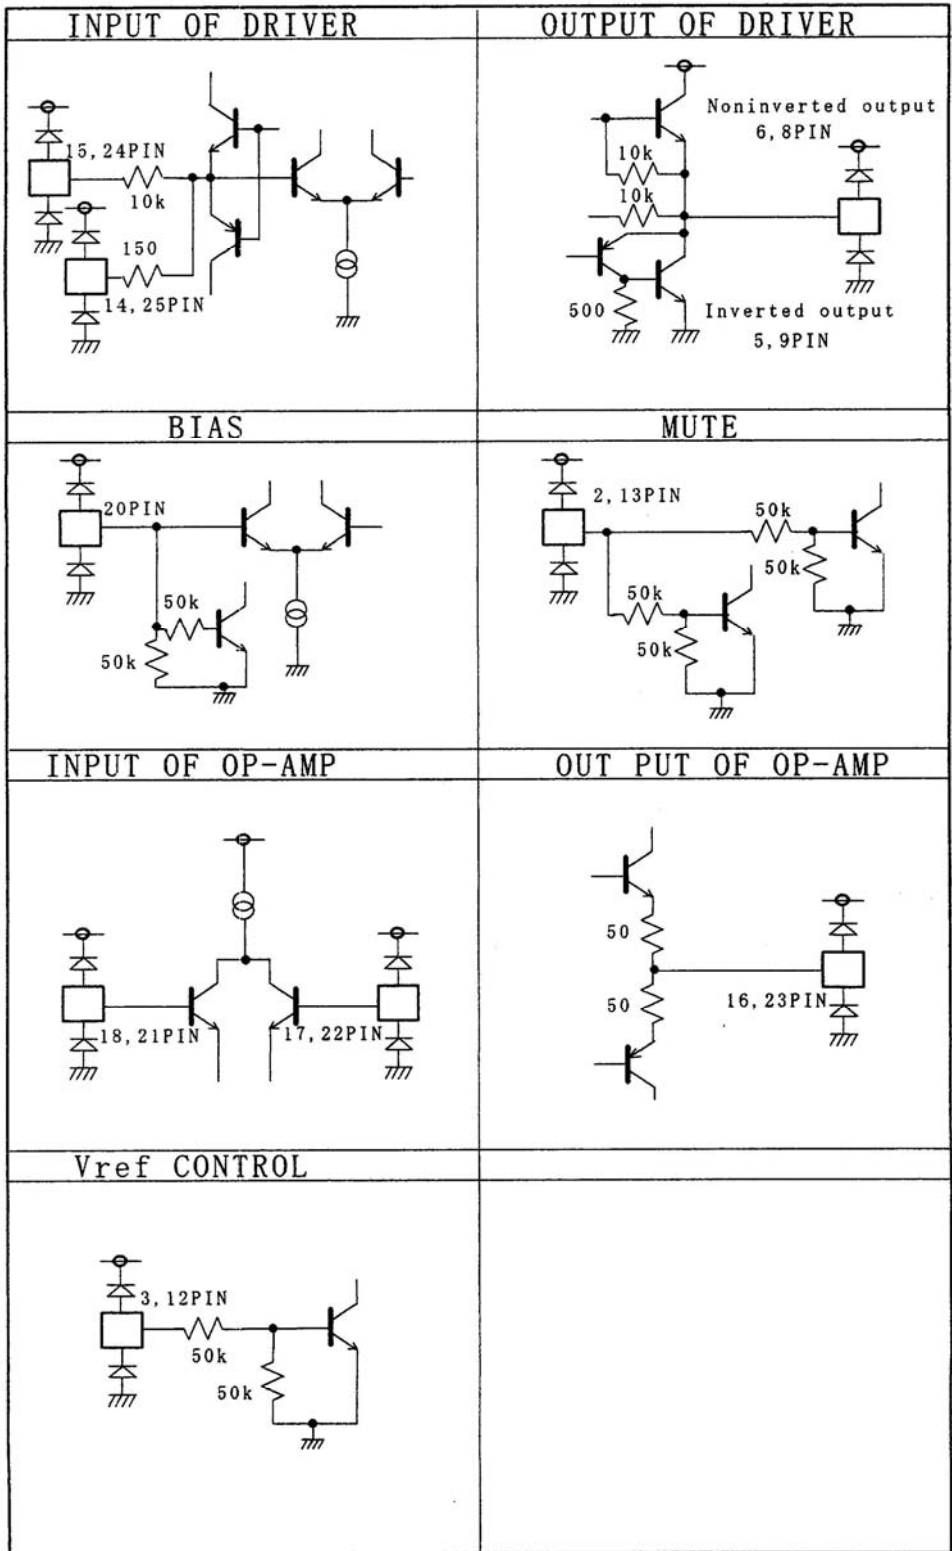 INPUT OF DRIVER
15,24PIN
10k
150
14,25PIN
OUTPUT OF DRIVER
Noninverted output
6,8PIN
10k
10k
500
Inverted output
5,9PIN
BIAS
20PIN
50k
50k
MUTE
2,13PIN
50k
50k
50k
50k
INPUT OF OP-AMP
18,21PIN
17,22PIN
OUT PUT OF OP-AMP
50
50
16,23PIN
Vref CONTROL
3,12PIN
50k
50k